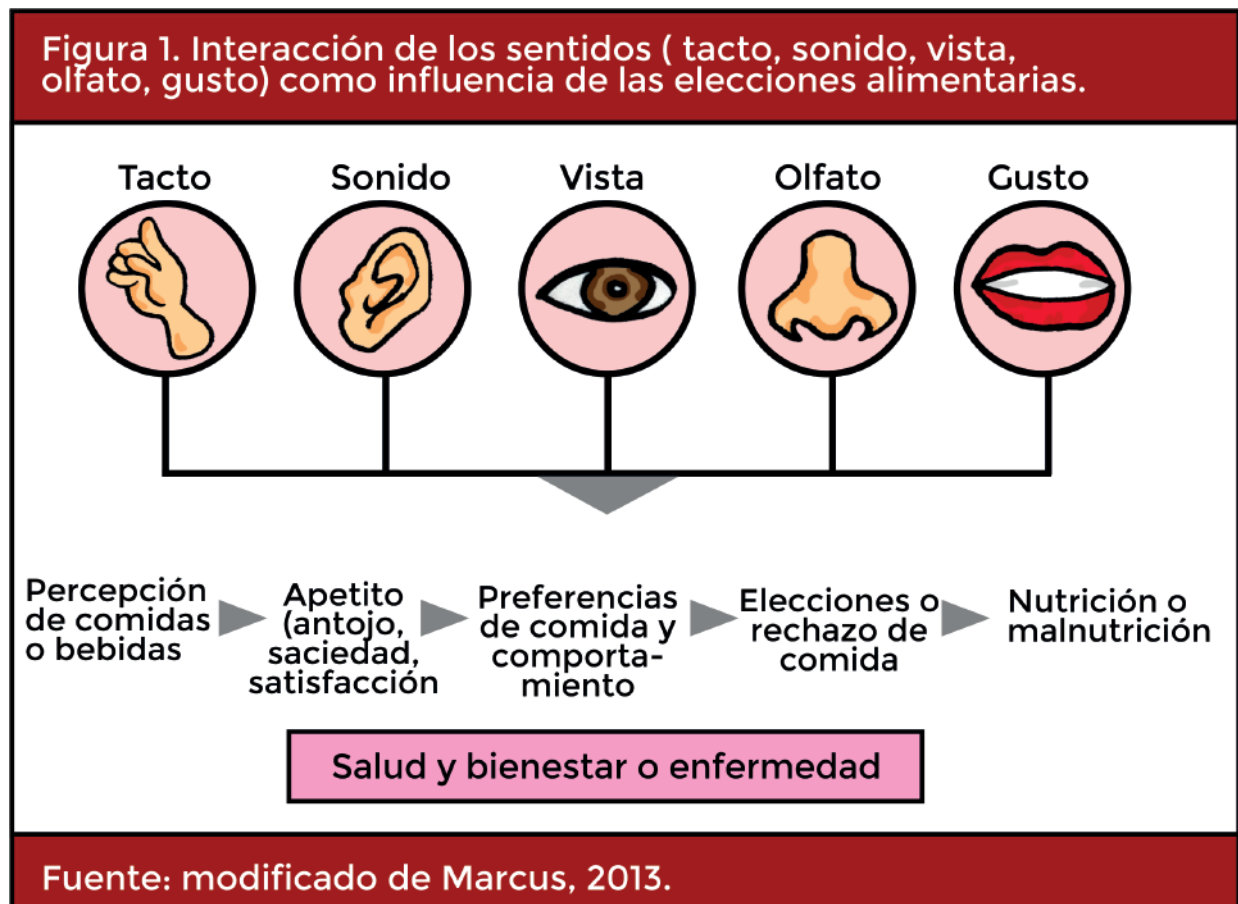 Figura 1. Interacción de los sentidos ( tacto, sonido, vista,
olfato, gusto) como influencia de las elecciones alimentarias.
Tacto
Sonido
Vista
Olfato
Gusto
Percepción
de comidas
o bebidas
Apetito
(antojo,
saciedad,
satisfacción
Preferencias
de comida y
comporta-
miento
Elecciones o
rechazo de
comida
Nutrición o
malnutrición
Salud y bienestar o enfermedad
Fuente: modificado de Marcus, 2013.